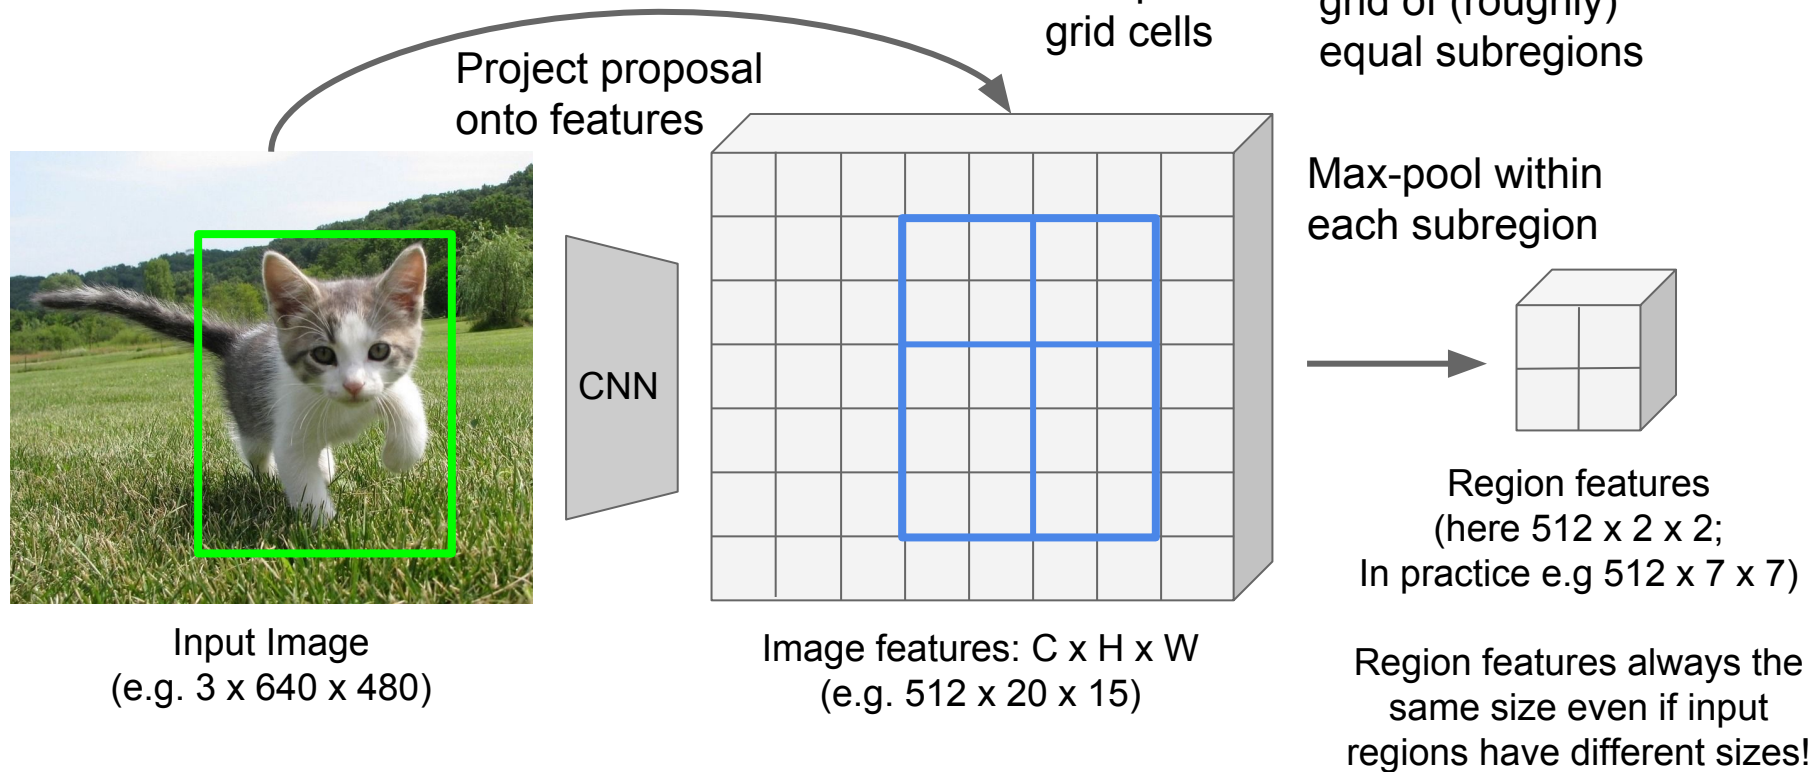 grid cells
grid of (roughly)
equal subregions
Project proposal
onto features
Max-pool within
each subregion
CNN
Region features
(here 512 x 2 x 2;
In practice e.g 512 x 7 x 7)
Input Image
(e.g. 3 x 640 x 480)
Image features: C x H x W
(e.g. 512 x 20 x 15)
Region features always the
same size even if input
regions have different sizes!